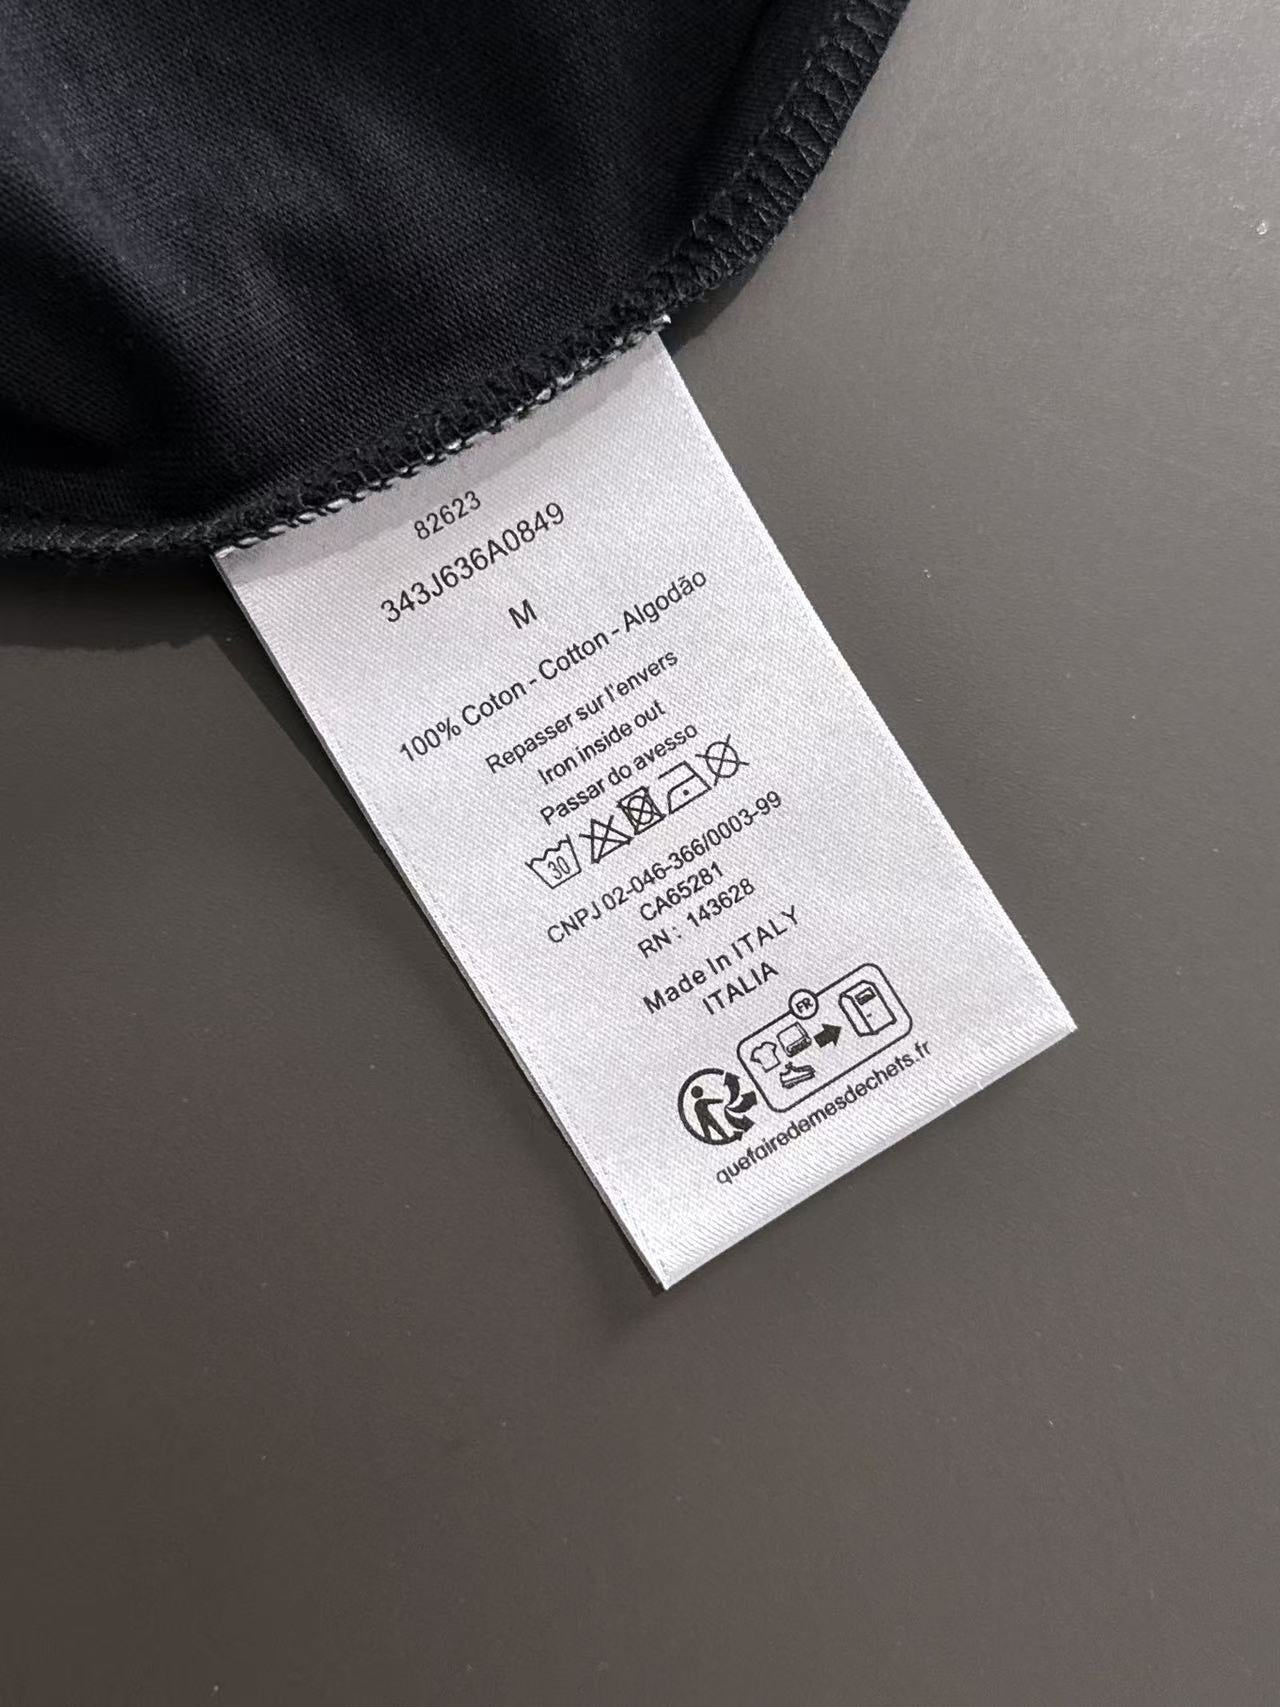 82623
343J636A0849
M
100% Coton - Cotton - Algodão
Repasser sur l'envers
Iron inside out
Passar do avesso
30
CNPJ 02-046-366/0003-99
CA65281
RN: 143628
Made In ITALY
ITALIA
FR
quefairedemesdechets.fr